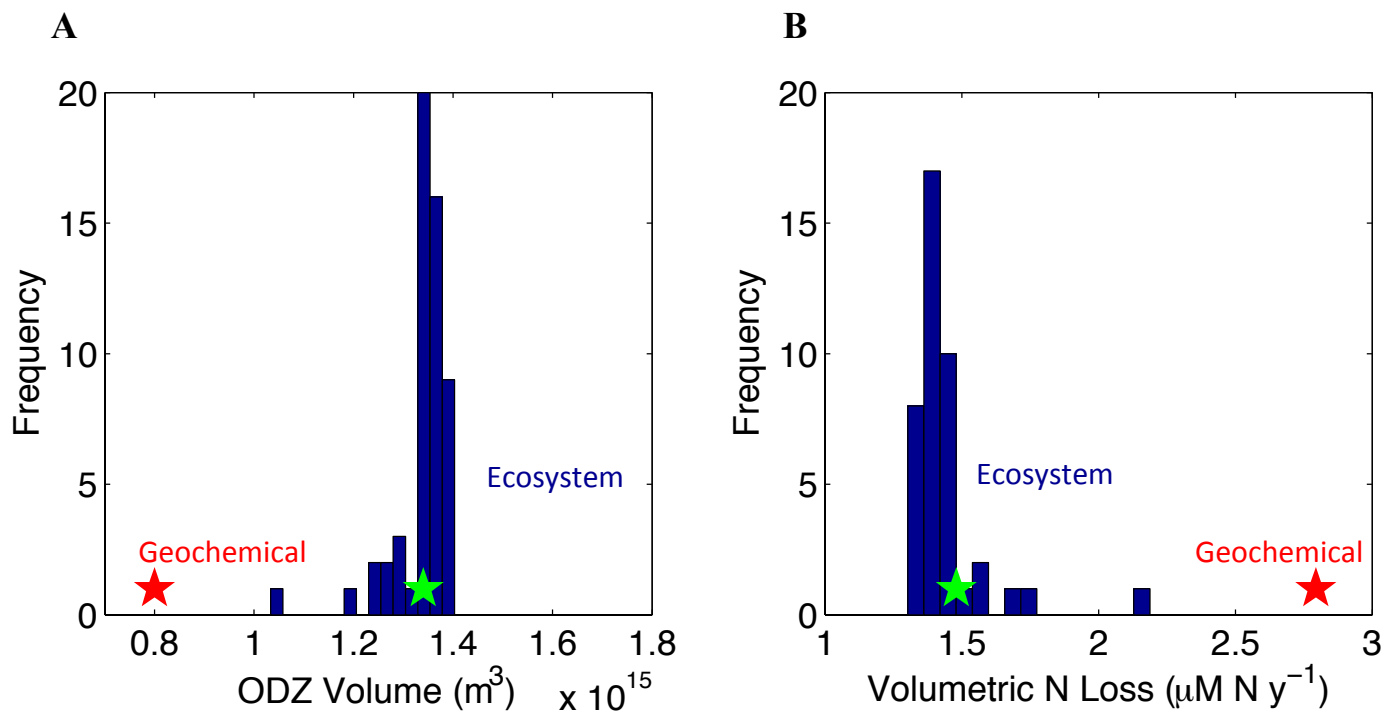 A
Frequency
20
15
10
5
0
Geochemical
Ecosystem
0.8 1 1.2 1.4 1.6 1.8
ODZ Volume (m³) x 10¹⁵
B
Frequency
20
15
10
5
0
Ecosystem
Geochemical
1 1.5 2 2.5 3
Volumetric N Loss (μM N y⁻¹)